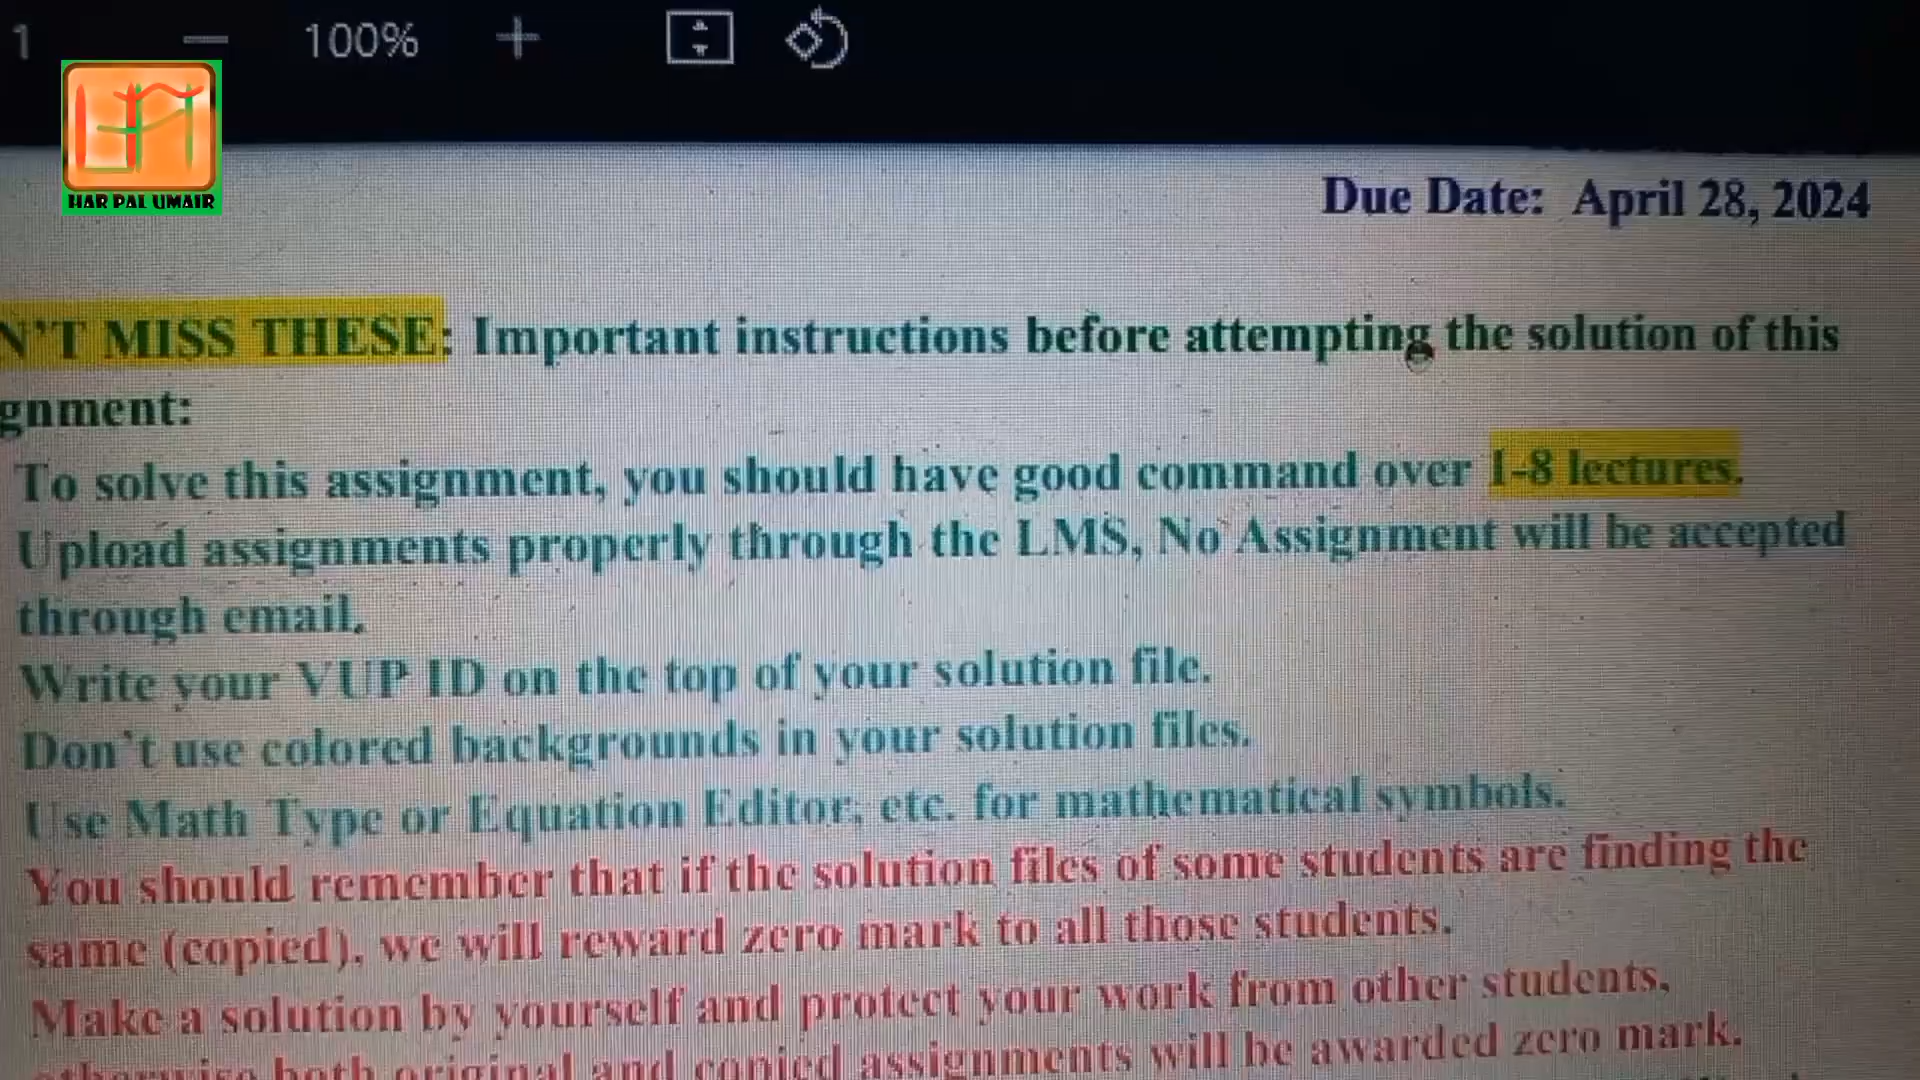 1 100%
HAR PAL UMAIR
Due Date: April 28, 2024
N'T MISS THESE: Important instructions before attempting the solution of this
gnment:
To solve this assignment, you should have good command over 1-8 lectures.
Upload assignments properly through the LMS, No Assignment will be accepted
through email.
Write your VUP ID on the top of your solution file.
Don't use colored backgrounds in your solution files.
Use Math Type or Equation Editor, etc. for mathematical symbols.
You should remember that if the solution files of some students are finding the
same (copied), we will reward zero mark to all those students.
Make a solution by yourself and protect your work from other students,
otherwise both original and copied assignments will be awarded zero mark.